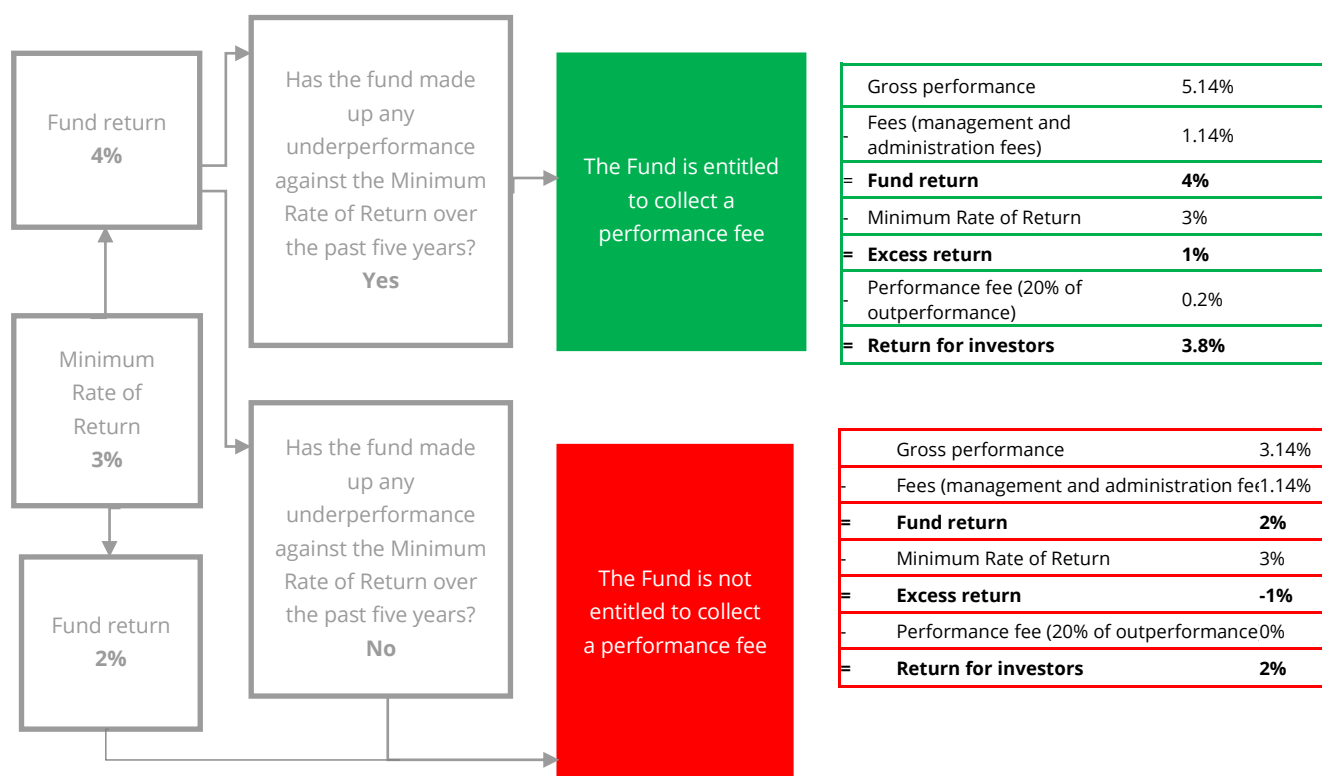 Fund return
4%
Minimum
Rate of
Return
3%
Fund return
2%
Has the fund made
up any
underperformance
against the Minimum
Rate of Return over
the past five years?
Yes
Has the fund made
up any
underperformance
against the Minimum
Rate of Return over
the past five years?
No
The Fund is entitled
to collect a
performance fee
The Fund is not
entitled to collect
a performance fee
Gross performance 5.14%
- Fees (management and
administration fees) 1.14%
= Fund return 4%
- Minimum Rate of Return 3%
= Excess return 1%
- Performance fee (20% of
outperformance) 0.2%
= Return for investors 3.8%
Gross performance 3.14%
- Fees (management and administration fee 1.14%
= Fund return 2%
- Minimum Rate of Return 3%
= Excess return -1%
- Performance fee (20% of outperformance 0%
= Return for investors 2%